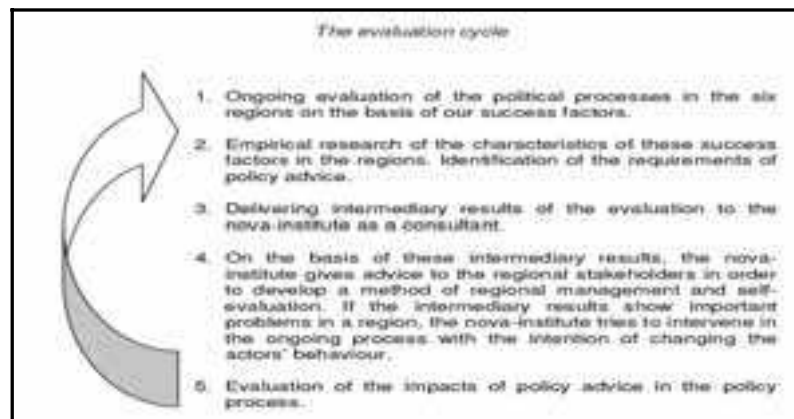 The evaluation cycle
1. Ongoing evaluation of the political processes in the six
regions on the basis of our success factors.
2. Empirical research of the characteristics of these success
factors in the regions. Identification of the requirements of
policy advice.
3. Delivering intermediary results of the evaluation to the
nova-institute as a consultant.
4. On the basis of these intermediary results, the nova-
institute gives advice to the regional stakeholders in order
to develop a method of regional management and self-
evaluation. If the intermediary results show important
problems in a region, the nova-institute tries to intervene in
the ongoing process with the intention of changing the
actors' behaviour.
5. Evaluation of the impacts of policy advice in the policy
process.